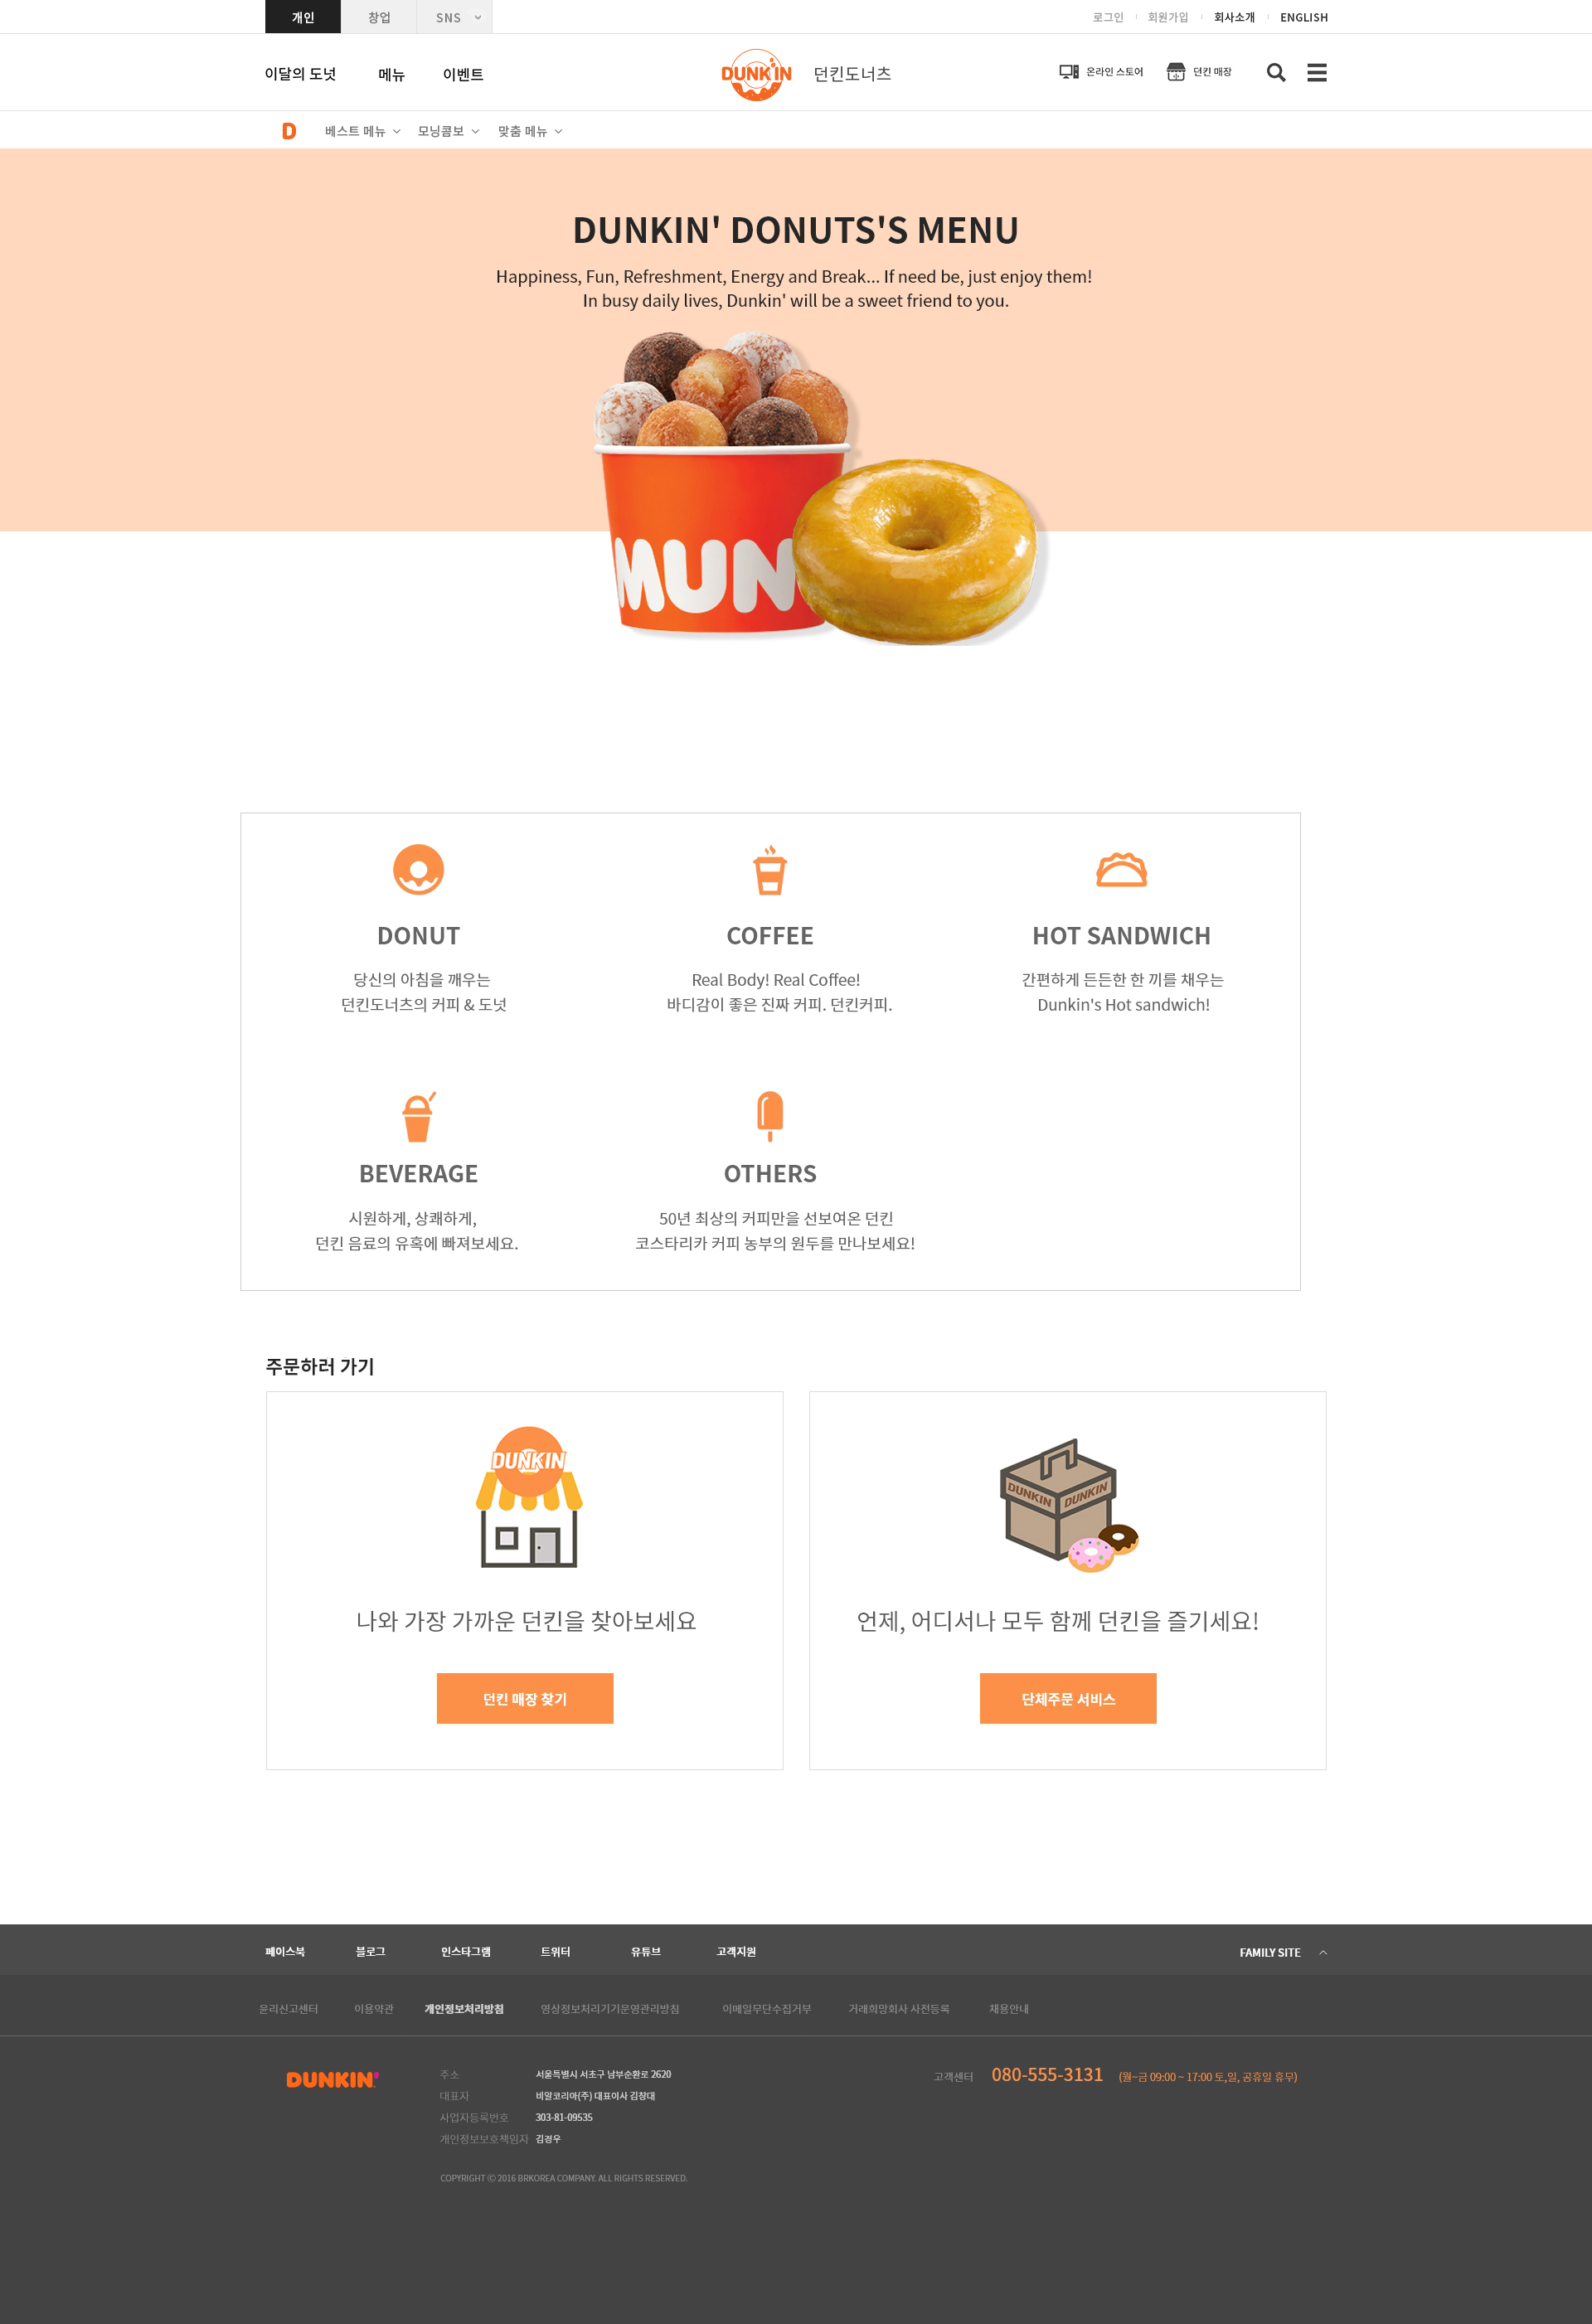 개인 창업 SNS 로그인 회원가입 회사소개 ENGLISH
이달의 도넛 메뉴 이벤트 DUNK'IN 던킨도너츠 온라인 스토어 던킨 매장
D 베스트 메뉴 모닝콤보 맞춤 메뉴
DUNKIN' DONUTS'S MENU
Happiness, Fun, Refreshment, Energy and Break... If need be, just enjoy them!
In busy daily lives, Dunkin' will be a sweet friend to you.
MUN
DONUT
당신의 아침을 깨우는
던킨도너츠의 커피 & 도넛
COFFEE
Real Body! Real Coffee!
바디감이 좋은 진짜 커피. 던킨커피.
HOT SANDWICH
간편하게 든든한 한 끼를 채우는
Dunkin's Hot sandwich!
BEVERAGE
시원하게, 상쾌하게,
던킨 음료의 유혹에 빠져보세요.
OTHERS
50년 최상의 커피만을 선보여온 던킨
코스타리카 커피 농부의 원두를 만나보세요!
주문하러 가기
DUNKIN
나와 가장 가까운 던킨을 찾아보세요
던킨 매장 찾기
DUNKIN DUNKIN
언제, 어디서나 모두 함께 던킨을 즐기세요!
단체주문 서비스
페이스북 블로그 인스타그램 트위터 유튜브 고객지원 FAMILY SITE
윤리신고센터 이용약관 개인정보처리방침 영상정보처리기기운영관리방침 이메일무단수집거부 거래희망회사 사전등록 채용안내
DUNKIN'
주소 서울특별시 서초구 남부순환로 2620
대표자 비알코리아(주) 대표이사 김창대
사업자등록번호 303-81-09535
개인정보보호책임자 김경우
고객센터 080-555-3131 (월~금 09:00 ~ 17:00 토,일, 공휴일 휴무)
COPYRIGHT © 2016 BRKOREA COMPANY. ALL RIGHTS RESERVED.